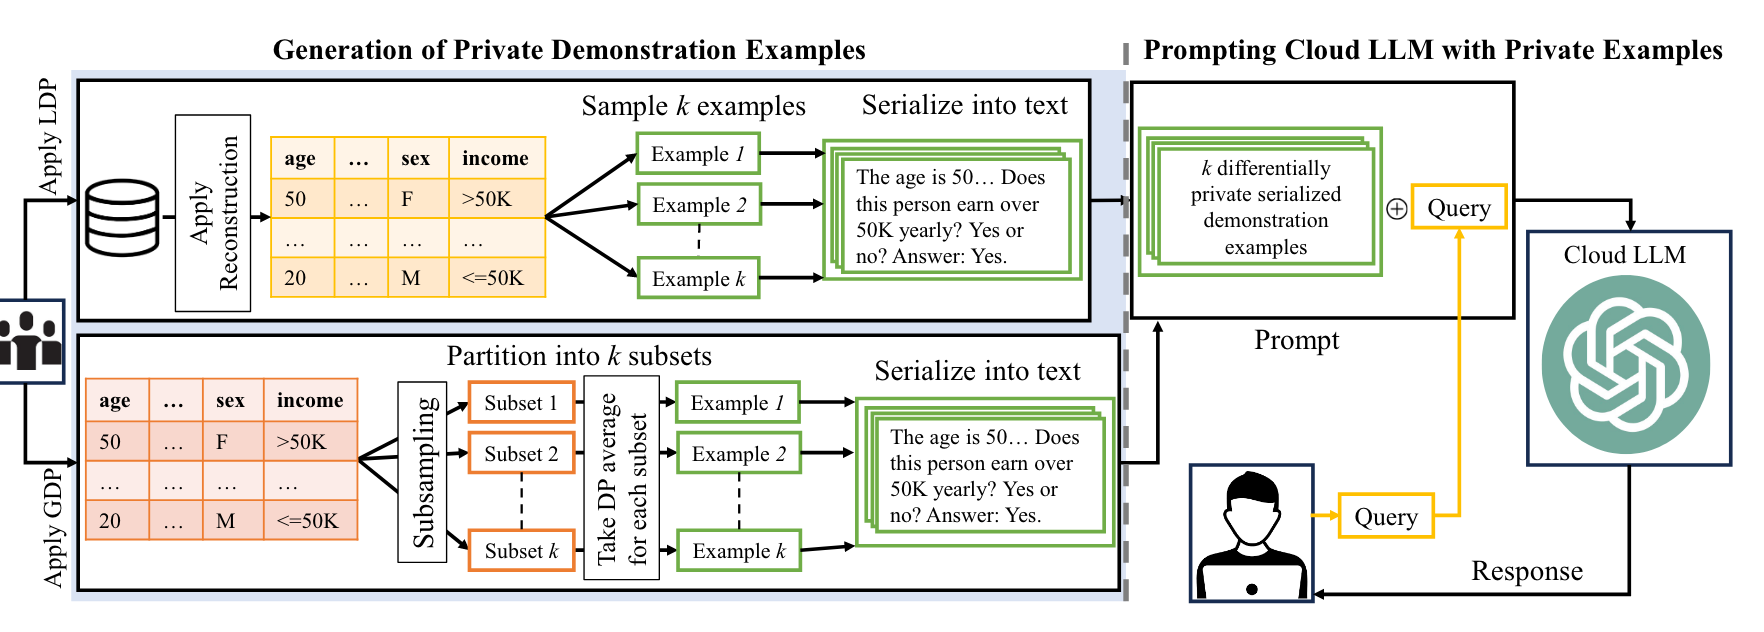 Generation of Private Demonstration Examples
Prompting Cloud LLM with Private Examples
Apply LDP
Apply
Reconstruction
age … sex income
50 … F >50K
… … … …
20 … M <=50K
Sample k examples
Example 1
Example 2
Example k
Serialize into text
The age is 50… Does
this person earn over
50K yearly? Yes or
no? Answer: Yes.
k differentially
private serialized
demonstration
examples
⊕
Query
Prompt
Cloud LLM
Apply GDP
age … sex income
50 … F >50K
… … … …
20 … M <=50K
Partition into k subsets
Subsampling
Subset 1
Subset 2
Subset k
Take DP average
for each subset
Example 1
Example 2
Example k
Serialize into text
The age is 50… Does
this person earn over
50K yearly? Yes or
no? Answer: Yes.
Query
Response